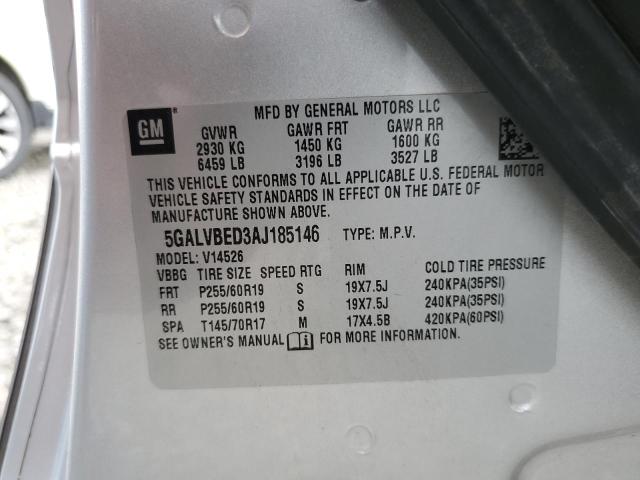 MFD BY GENERAL MOTORS LLC
GM ®
GVWR GAWR FRT GAWR RR
2930 KG 1450 KG 1600 KG
6459 LB 3196 LB 3527 LB
THIS VEHICLE CONFORMS TO ALL APPLICABLE U.S. FEDERAL MOTOR
VEHICLE SAFETY STANDARDS IN EFFECT ON THE DATE OF
MANUFACTURE SHOWN ABOVE.
5GALVBED3AJ185146 TYPE: M.P.V.
MODEL: V14526
VBBG TIRE SIZE SPEED RTG RIM COLD TIRE PRESSURE
FRT P255/60R19 S 19X7.5J 240KPA(35PSI)
RR P255/60R19 S 19X7.5J 240KPA(35PSI)
SPA T145/70R17 M 17X4.5B 420KPA(60PSI)
SEE OWNER'S MANUAL FOR MORE INFORMATION.